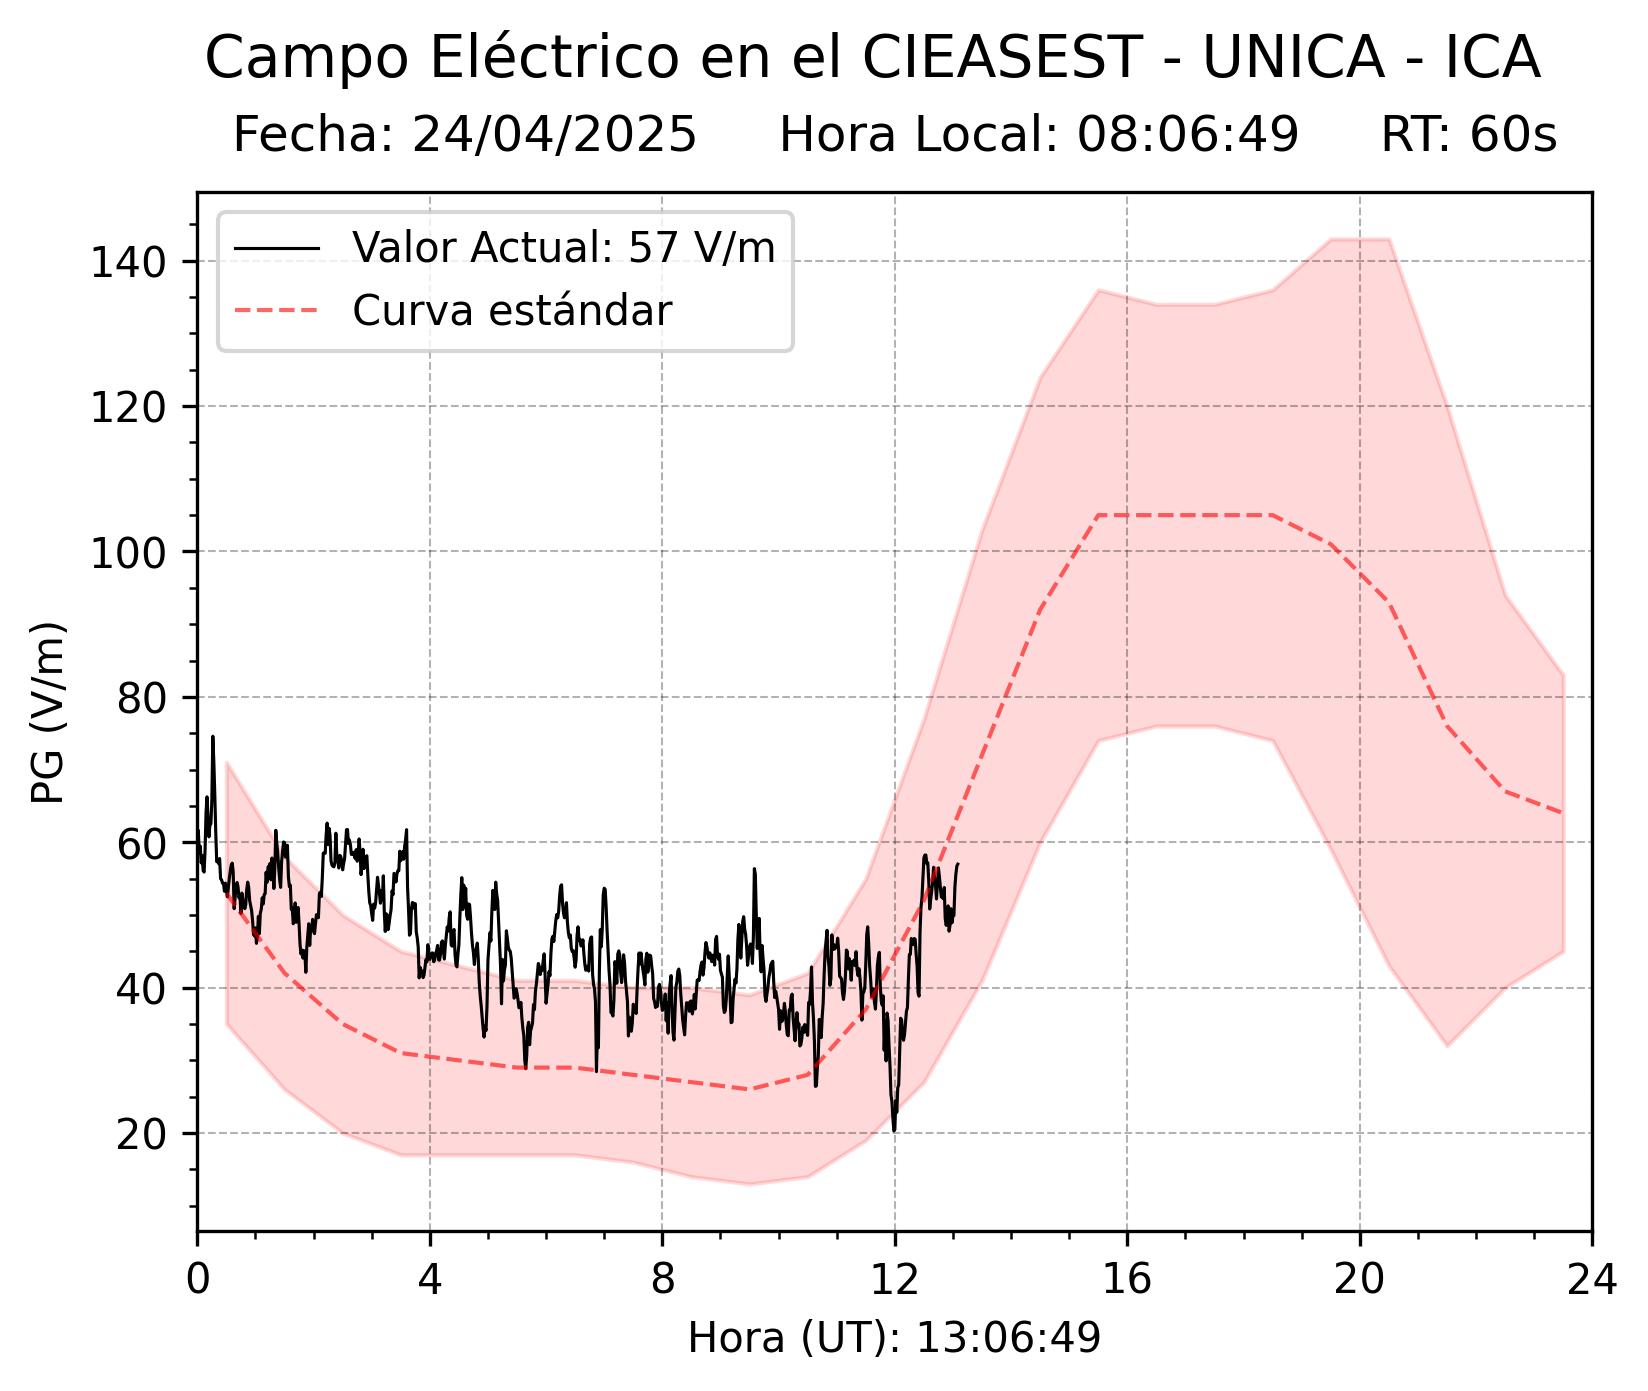 Campo Eléctrico en el CIEASEST - UNICA - ICA
Fecha: 24/04/2025 Hora Local: 08:06:49 RT: 60s
Valor Actual: 57 V/m
Curva estándar
140
120
100
80
60
40
20
PG (V/m)
0 4 8 12 16 20 24
Hora (UT): 13:06:49